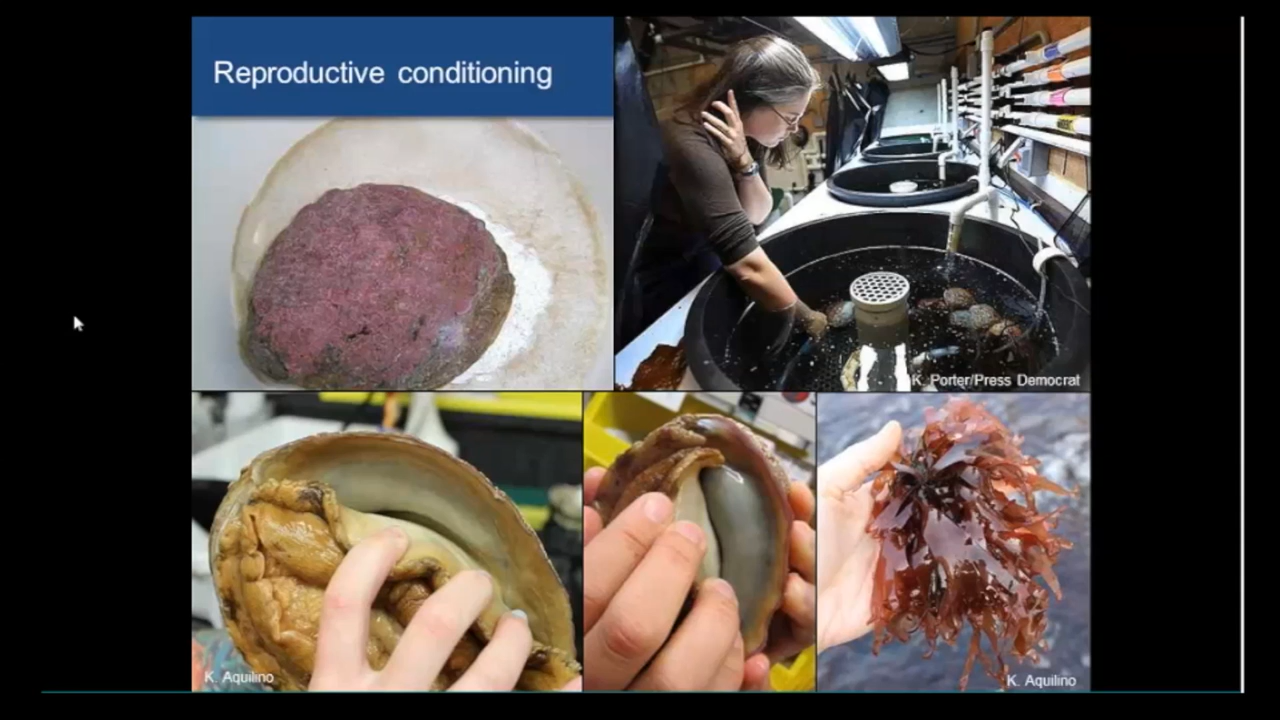 Reproductive conditioning
K. Porter/Press Democrat
K. Aquilino
K. Aquilino